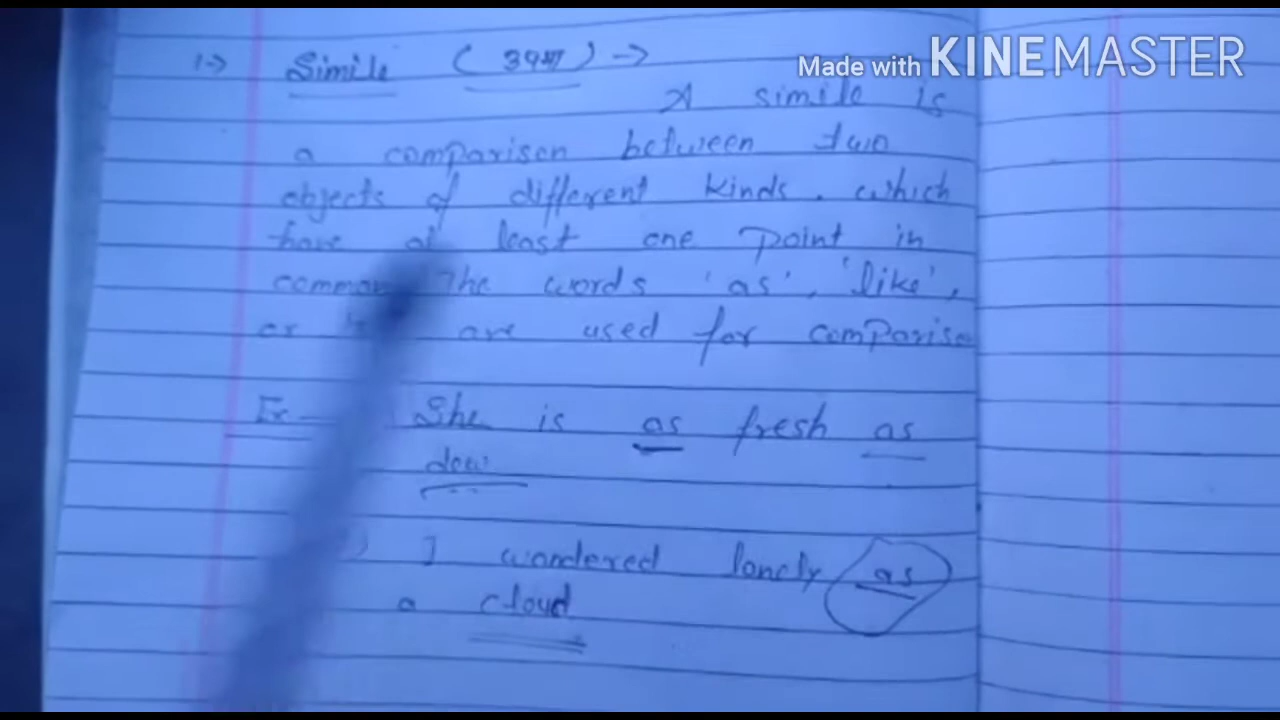 Made with KINEMASTER
1→ Simile (उपमा) →
A simile is
a comparison between two
objects of different kinds. which
have at least one point in
common The words 'as', 'like',
or are used for comparison
Ex- She is as fresh as
dew
) I wondered lonely as
a cloud